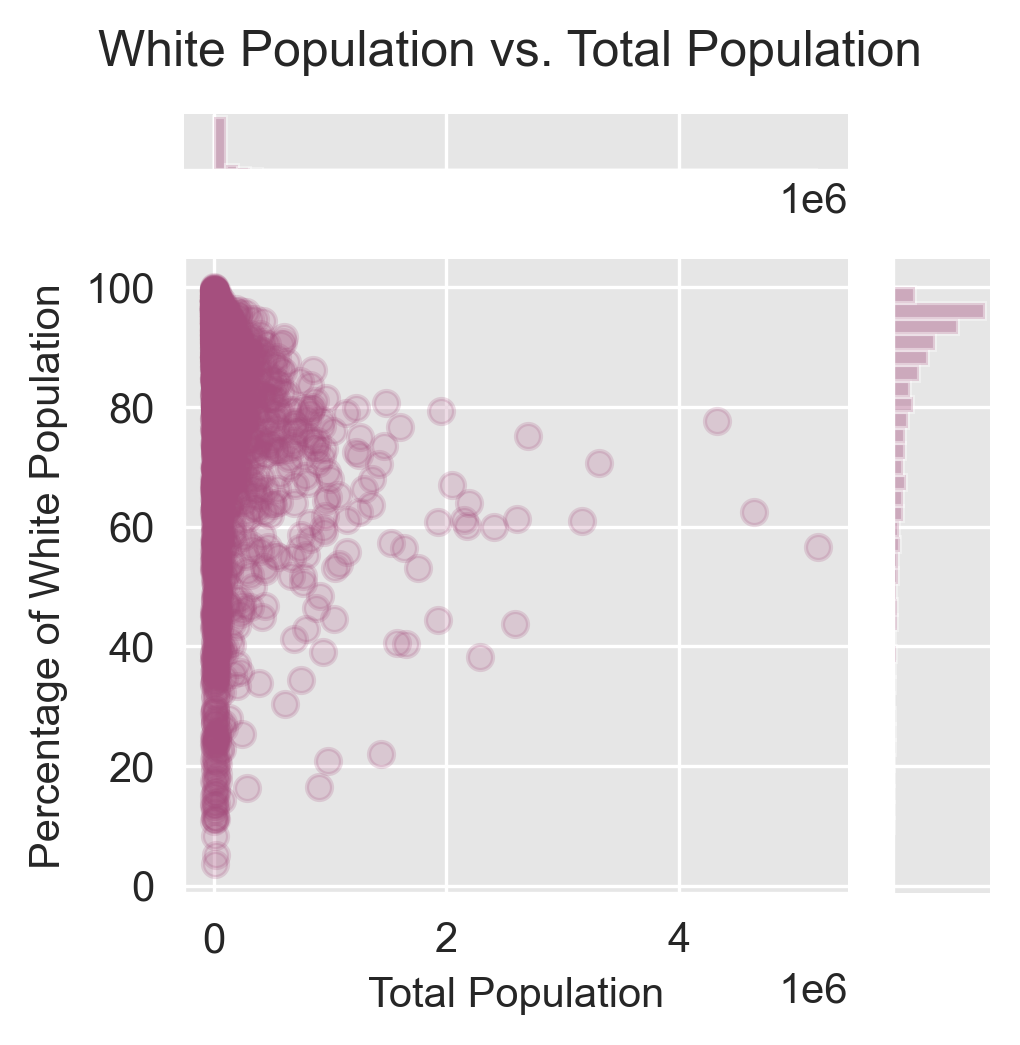 White Population vs. Total Population
1e6
Percentage of White Population
100
80
60
40
20
0
0 2 4
Total Population
1e6